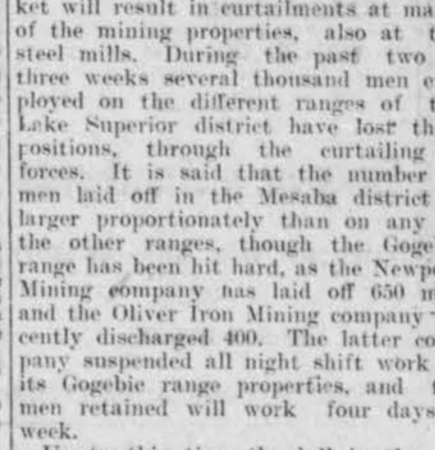 ket will result in curtailments at ma
of the mining properties, also at t
steel mills. During the past two
three weeks several thousand men e
ployed on the different ranges of t
Lake Superior district have lost th
positions, through the curtailing
forces. It is said that the number
men laid off in the Mesaba district
larger proportionately than on any
the other ranges, though the Goge
range has been hit hard, as the Newp
Mining company has laid off 650 m
and the Oliver Iron Mining company
cently discharged 400. The latter co
pany suspended all night shift work
its Gogebic range properties, and t
men retained will work four days
week.